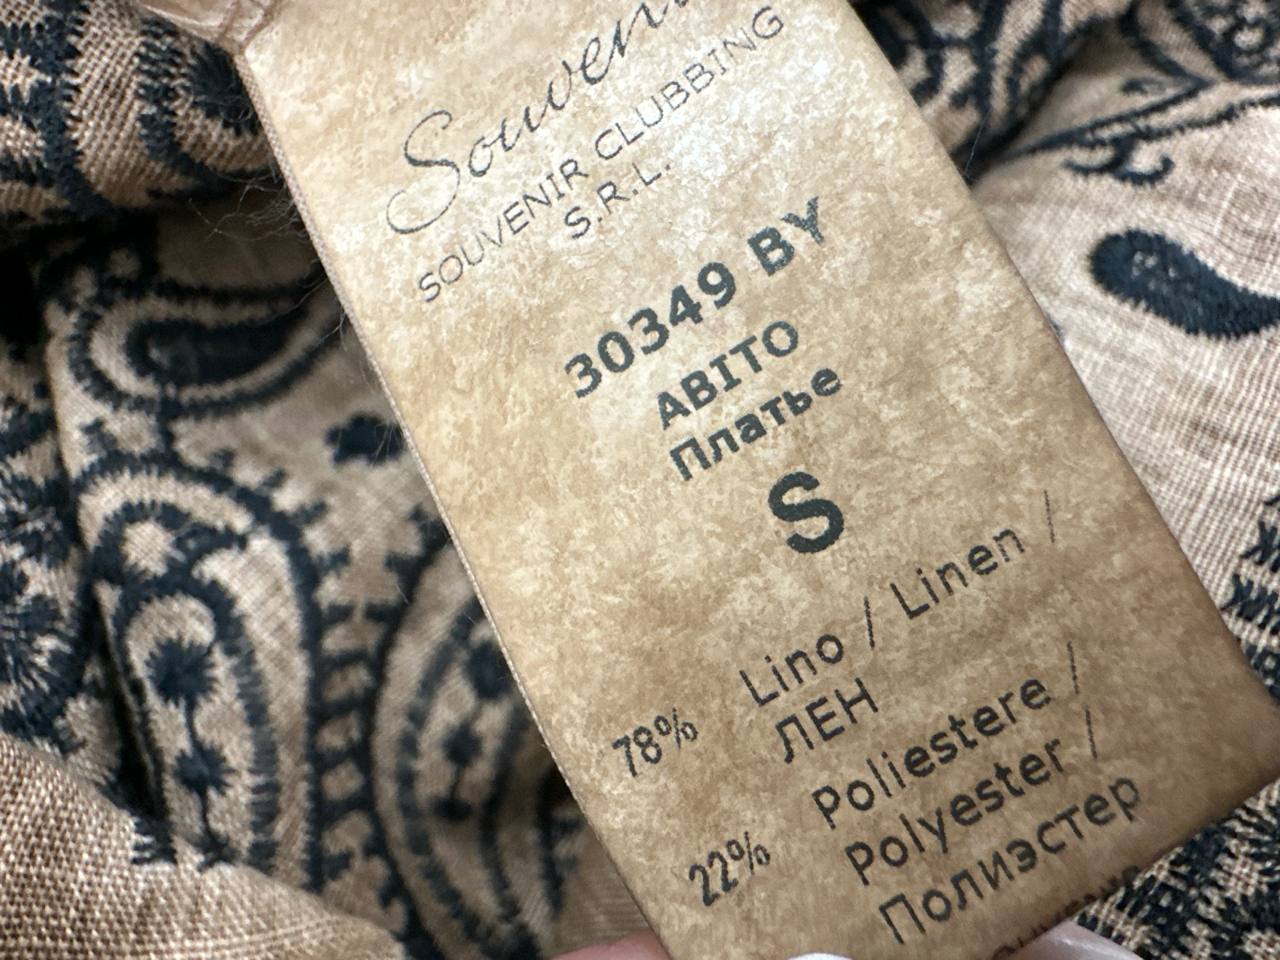 SOUVENIR CLUBBING
S.R.L.
30349 BY
ABITO
Платье
S
78% Lino / Linen /
ЛЕН
Poliestere /
22% Polyester /
Полиэстер